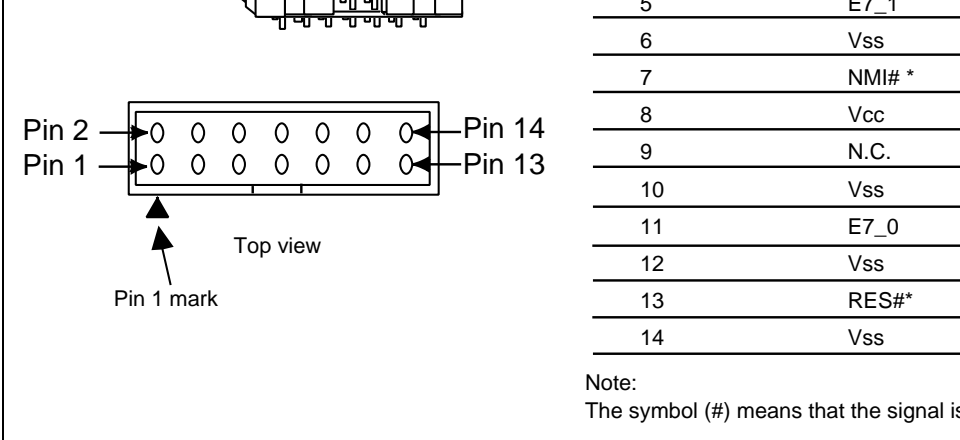 Pin 2
Pin 1
Pin 14
Pin 13
Top view
Pin 1 mark
5 E7_1
6 Vss
7 NMI# *
8 Vcc
9 N.C.
10 Vss
11 E7_0
12 Vss
13 RES#*
14 Vss
Note:
The symbol (#) means that the signal is